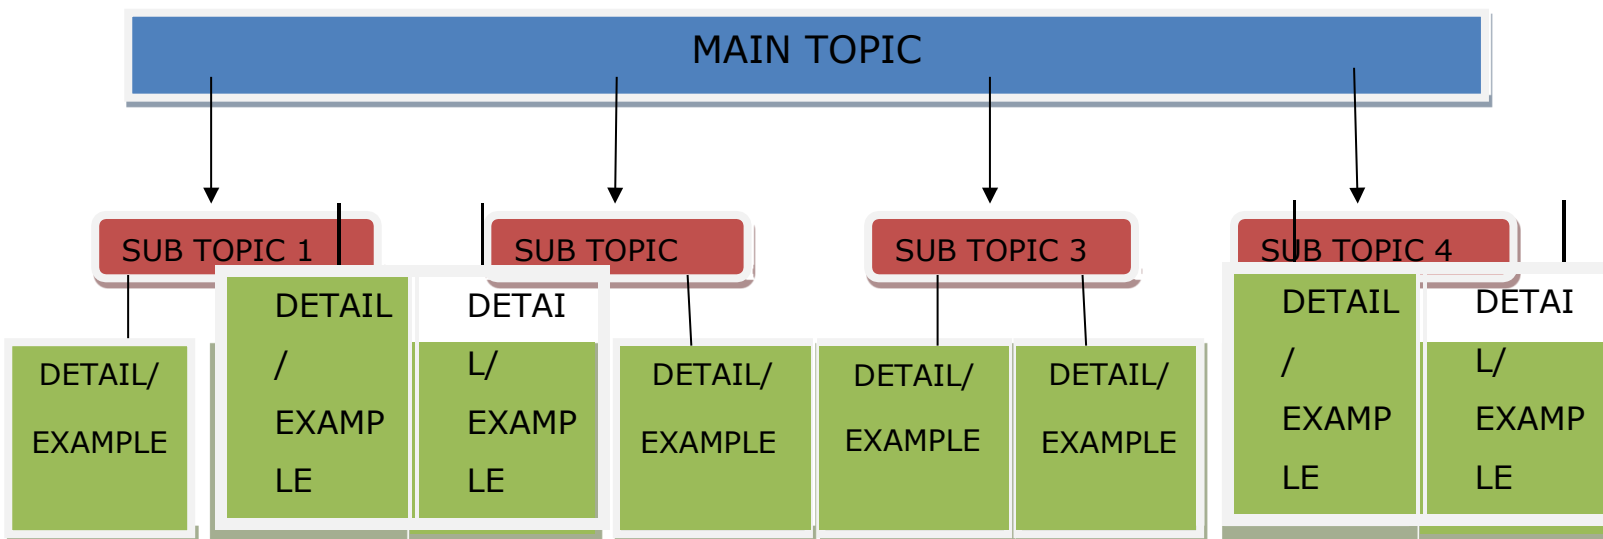 MAIN TOPIC
SUB TOPIC 1
SUB TOPIC
SUB TOPIC 3
SUB TOPIC 4
DETAIL/
EXAMPLE
DETAIL
/
EXAMP
LE
DETAI
L/
EXAMP
LE
DETAIL/
EXAMPLE
DETAIL/
EXAMPLE
DETAIL/
EXAMPLE
DETAIL
/
EXAMP
LE
DETAI
L/
EXAMP
LE